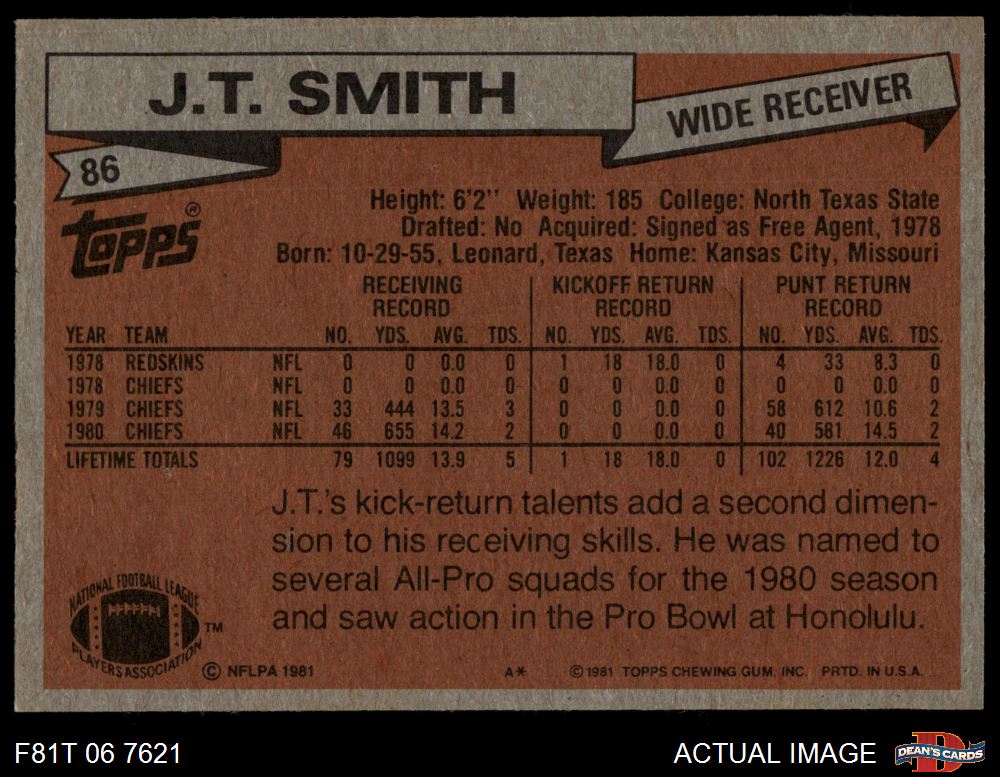 J.T. SMITH
WIDE RECEIVER
86
Topps®
Height: 6'2'' Weight: 185 College: North Texas State
Drafted: No Acquired: Signed as Free Agent, 1978
Born: 10-29-55, Leonard, Texas Home: Kansas City, Missouri
RECEIVING RECORD KICKOFF RETURN RECORD PUNT RETURN RECORD
YEAR TEAM NO. YDS. AVG. TDS. NO. YDS. AVG. TDS. NO. YDS. AVG. TDS.
1978 REDSKINS NFL 0 0 0.0 0 1 18 18.0 0 4 33 8.3 0
1978 CHIEFS NFL 0 0 0.0 0 0 0 0.0 0 0 0 0.0 0
1979 CHIEFS NFL 33 444 13.5 3 0 0 0.0 0 58 612 10.6 2
1980 CHIEFS NFL 46 655 14.2 2 0 0 0.0 0 40 581 14.5 2
LIFETIME TOTALS 79 1099 13.9 5 1 18 18.0 0 102 1226 12.0 4
J.T.'s kick-return talents add a second dimen-
sion to his receiving skills. He was named to
several All-Pro squads for the 1980 season
and saw action in the Pro Bowl at Honolulu.
NATIONAL FOOTBALL LEAGUE
PLAYERS ASSOCIATION
TM
© NFLPA 1981 A* © 1981 TOPPS CHEWING GUM, INC. PRTD. IN U.S.A.
F81T 06 7621 ACTUAL IMAGE
D
DEAN'S CARDS